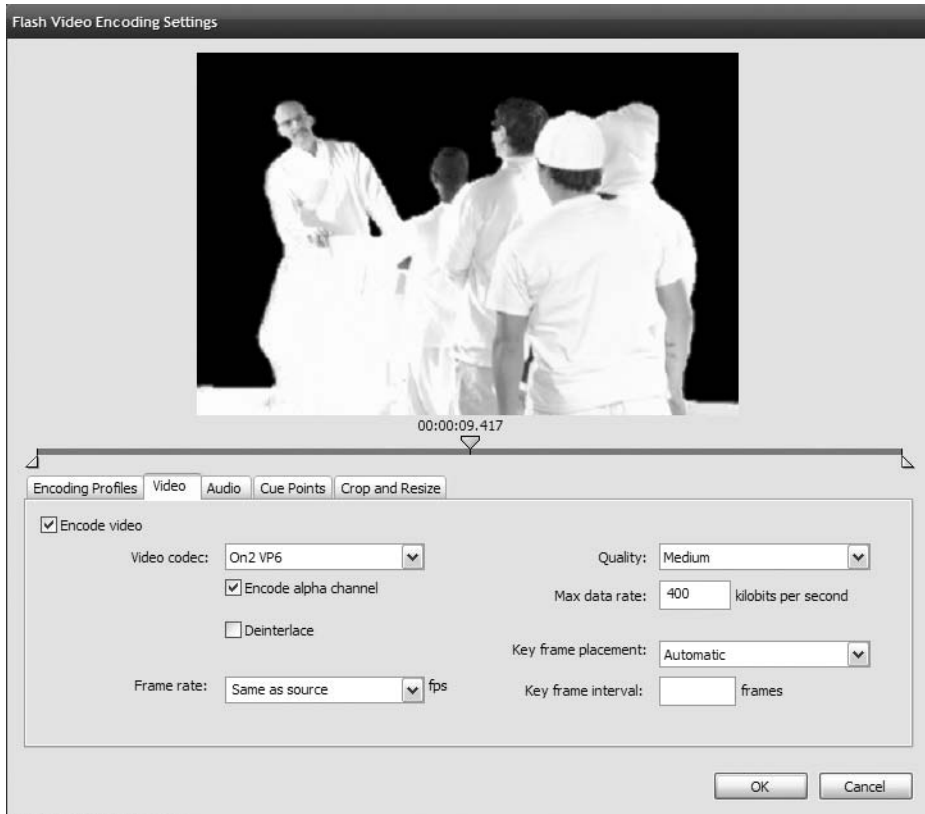 Flash Video Encoding Settings
00:00:09.417
Encoding Profiles Video Audio Cue Points Crop and Resize
Encode video
Video codec: On2 VP6 Quality: Medium
Encode alpha channel Max data rate: 400 kilobits per second
Deinterlace
Key frame placement: Automatic
Frame rate: Same as source fps Key frame interval: frames
OK Cancel